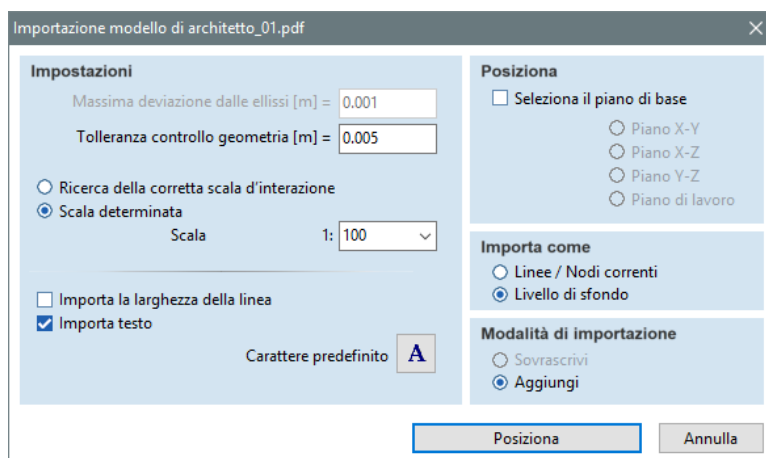 Importazione modello di architetto_01.pdf
Impostazioni
Massima deviazione dalle ellissi [m] = 0.001
Tolleranza controllo geometria [m] = 0.005
Ricerca della corretta scala d'interazione
Scala determinata
Scala 1: 100
Importa la larghezza della linea
Importa testo
Carattere predefinito A
Posiziona
Seleziona il piano di base
Piano X-Y
Piano X-Z
Piano Y-Z
Piano di lavoro
Importa come
Linee / Nodi correnti
Livello di sfondo
Modalità di importazione
Sovrascrivi
Aggiungi
Posiziona Annulla